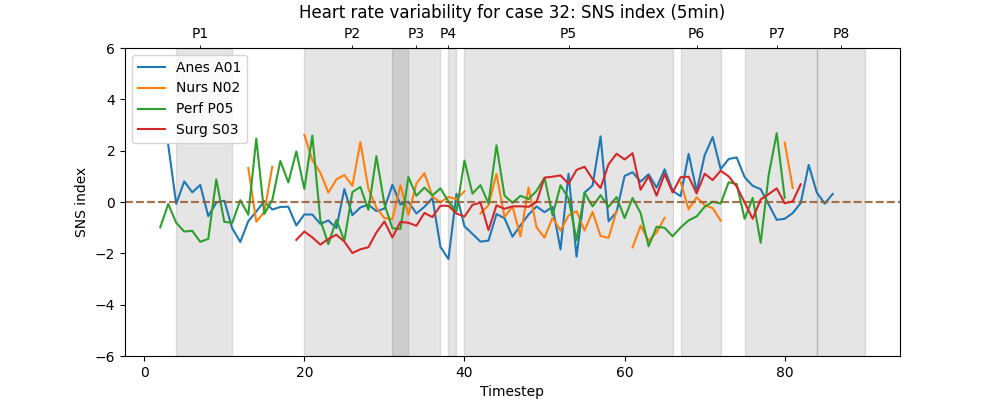 Heart rate variability for case 32: SNS index (5min)
P1 P2 P3 P4 P5 P6 P7 P8
Anes A01
Nurs N02
Perf P05
Surg S03
SNS index
6
4
2
0
−2
−4
−6
0 20 40 60 80
Timestep